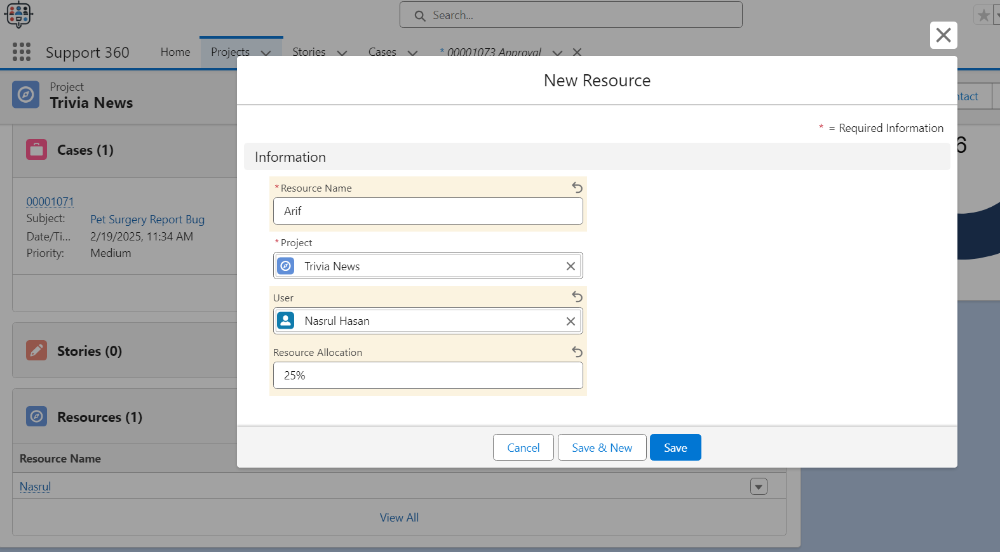 Search...
Support 360
Home
Projects
Stories
Cases
* 00001073 Approval
Project
Trivia News
New Resource
* = Required Information
Information
*Resource Name
Arif
*Project
Trivia News
User
Nasrul Hasan
Resource Allocation
25%
Cancel
Save & New
Save
Cases (1)
00001071
Subject:
Pet Surgery Report Bug
Date/Ti...
2/19/2025, 11:34 AM
Priority:
Medium
Stories (0)
Resources (1)
Resource Name
Nasrul
View All
ntact
6